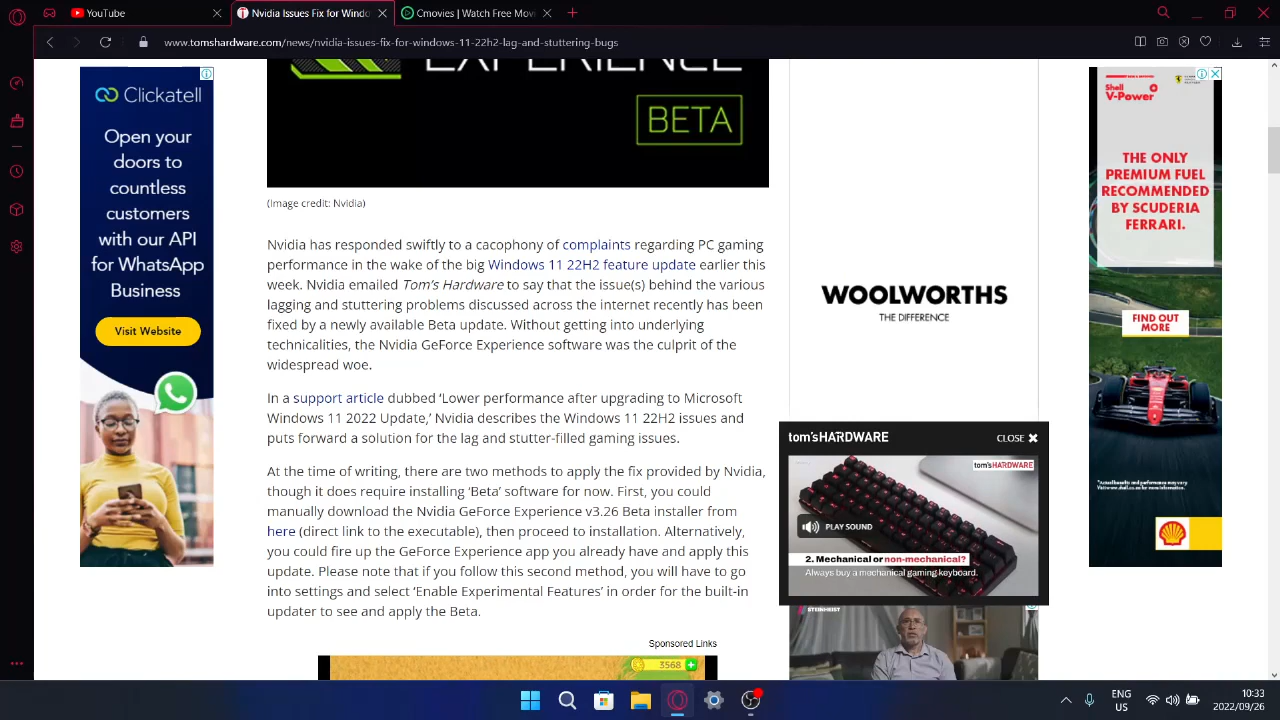 YouTube
Nvidia Issues Fix for Window
Cmovies | Watch Free Movi
www.tomshardware.com/news/nvidia-issues-fix-for-windows-11-22h2-lag-and-stuttering-bugs
Clickatell
Open your
doors to
countless
customers
with our API
for WhatsApp
Business
Visit Website
EXPERIENCE
BETA
(Image credit: Nvidia)
Nvidia has responded swiftly to a cacophony of complaints regarding PC gaming
performance in the wake of the big Windows 11 22H2 feature update earlier this
week. Nvidia emailed Tom's Hardware to say that the issue(s) behind the various
lagging and stuttering problems discussed across the internet recently has been
fixed by a newly available Beta update. Without getting into underlying
technicalities, the Nvidia GeForce Experience software was the culprit of the
widespread woe.
In a support article dubbed 'Lower performance after upgrading to Microsoft
Windows 11 2022 Update,' Nvidia describes the Windows 11 22H2 issues and
puts forward a solution for the lag and stutter-filled gaming issues.
At the time of writing, there are two methods to apply the fix provided by Nvidia,
though it does require installing 'Beta' software for now. First, you could
manually download the Nvidia GeForce Experience v3.26 Beta installer from
here (direct link to the executable), then proceed to installation. Alternatively,
you could fire up the GeForce Experience app you already have and apply this
update. Please note that if you follow this second method, you will have to go
into settings and select 'Enable Experimental Features' in order for the built-in
updater to see and apply the Beta.
Sponsored Links
3568
WOOLWORTHS
THE DIFFERENCE
tom'sHARDWARE
CLOSE
tom'sHARDWARE
PLAY SOUND
2. Mechanical or non-mechanical?
Always buy a mechanical gaming keyboard.
STEINHEIST
Shell
V-Power
THE ONLY
PREMIUM FUEL
RECOMMENDED
BY SCUDERIA
FERRARI.
FIND OUT
MORE
*Actual benefits and performance may vary.
ENG
US
10:33
2022/09/26